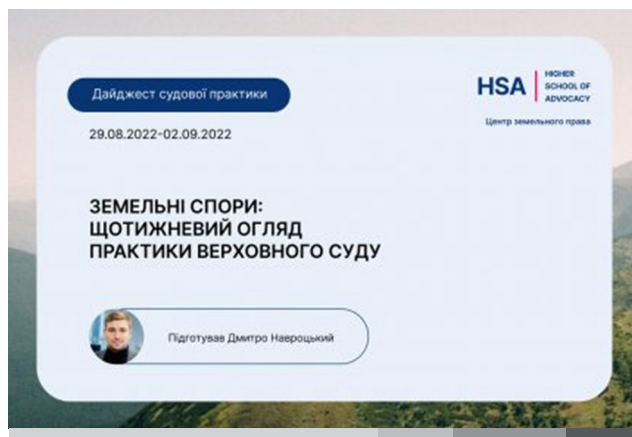 Дайджест судової практики
HSA
HIGHER
SCHOOL OF
ADVOCACY
Центр земельного права
29.08.2022-02.09.2022
ЗЕМЕЛЬНІ СПОРИ:
ЩОТИЖНЕВИЙ ОГЛЯД
ПРАКТИКИ ВЕРХОВНОГО СУДУ
Підготував Дмитро Навроцький